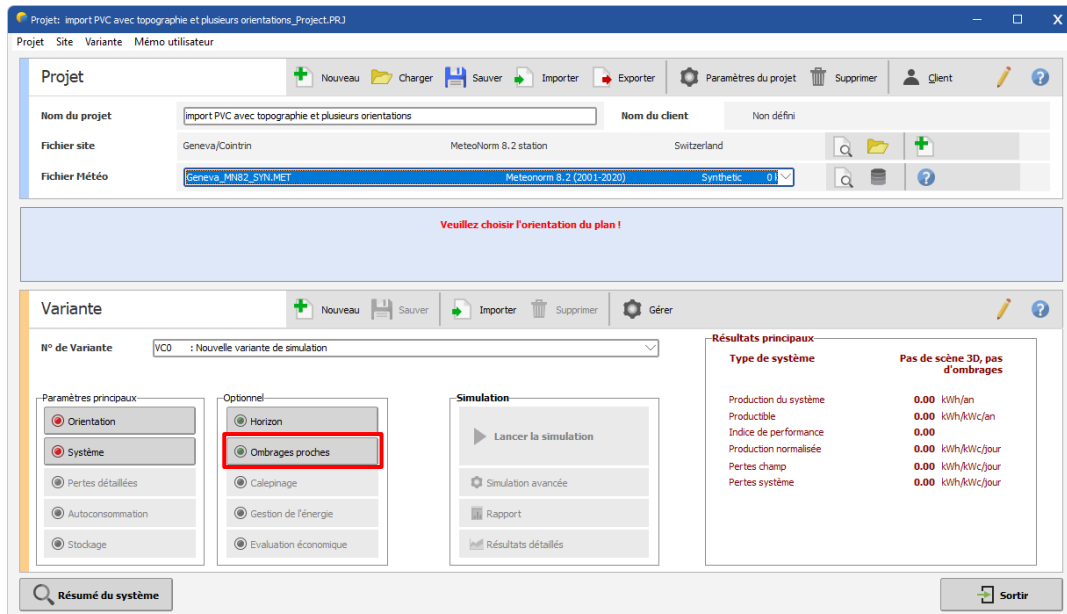 Projet: import PVC avec topographie et plusieurs orientations_Project.PRJ
Projet Site Variante Mémo utilisateur
Projet Nouveau Charger Sauver Importer Exporter Paramètres du projet Supprimer Client
Nom du projet import PVC avec topographie et plusieurs orientations Nom du client Non défini
Fichier site Geneva/Cointrin MeteoNorm 8.2 station Switzerland
Fichier Météo Geneva_MN82_SYN.MET Meteonorm 8.2 (2001-2020) Synthetic 0
Veuillez choisir l'orientation du plan !
Variante Nouveau Sauver Importer Supprimer Gérer
N° de Variante VC0 : Nouvelle variante de simulation
Paramètres principaux
Orientation
Système
Pertes détaillées
Autoconsommation
Stockage
Optionnel
Horizon
Ombrages proches
Calepinage
Gestion de l'énergie
Evaluation économique
Simulation
Lancer la simulation
Simulation avancée
Rapport
Résultats détaillés
Résultats principaux
Type de système Pas de scène 3D, pas
d'ombrages
Production du système 0.00 kWh/an
Productible 0.00 kWh/kWc/an
Indice de performance 0.00
Production normalisée 0.00 kWh/kWc/jour
Pertes champ 0.00 kWh/kWc/jour
Pertes système 0.00 kWh/kWc/jour
Résumé du système Sortir